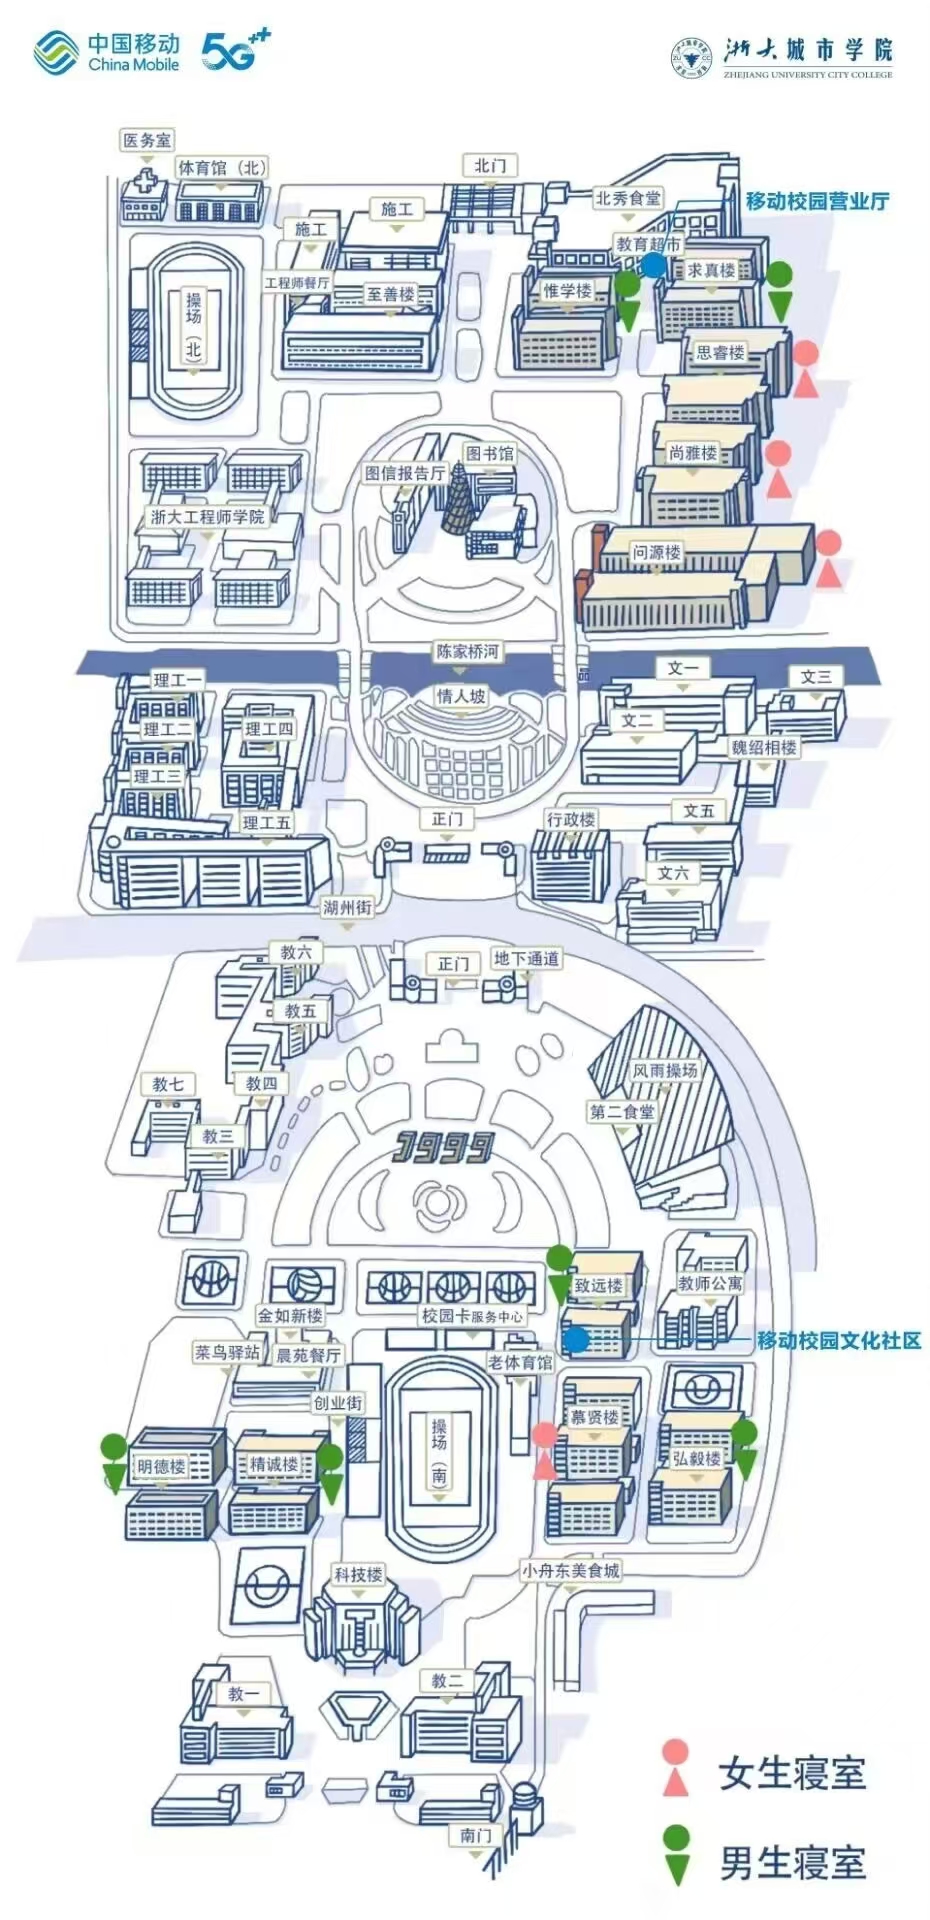 中国移动
China Mobile
5G++
浙大城市学院
ZHEJIANG UNIVERSITY CITY COLLEGE
医务室
体育馆（北）
北门
北秀食堂
移动校园营业厅
施工
施工
教育超市
工程师餐厅
至善楼
惟学楼
求真楼
操场（北）
思睿楼
图书馆
图信报告厅
尚雅楼
浙大工程师学院
问源楼
陈家桥河
理工一
情人坡
文一
文三
理工二
理工四
文二
魏绍相楼
理工三
理工五
正门
行政楼
文五
文六
湖州街
教六
正门
地下通道
教五
风雨操场
教七
教四
第二食堂
教三
1999
致远楼
教师公寓
金如新楼
校园卡服务中心
移动校园文化社区
菜鸟驿站
晨苑餐厅
老体育馆
创业街
操场（南）
慕贤楼
明德楼
精诚楼
弘毅楼
科技楼
小舟东美食城
教一
教二
女生寝室
南门
男生寝室